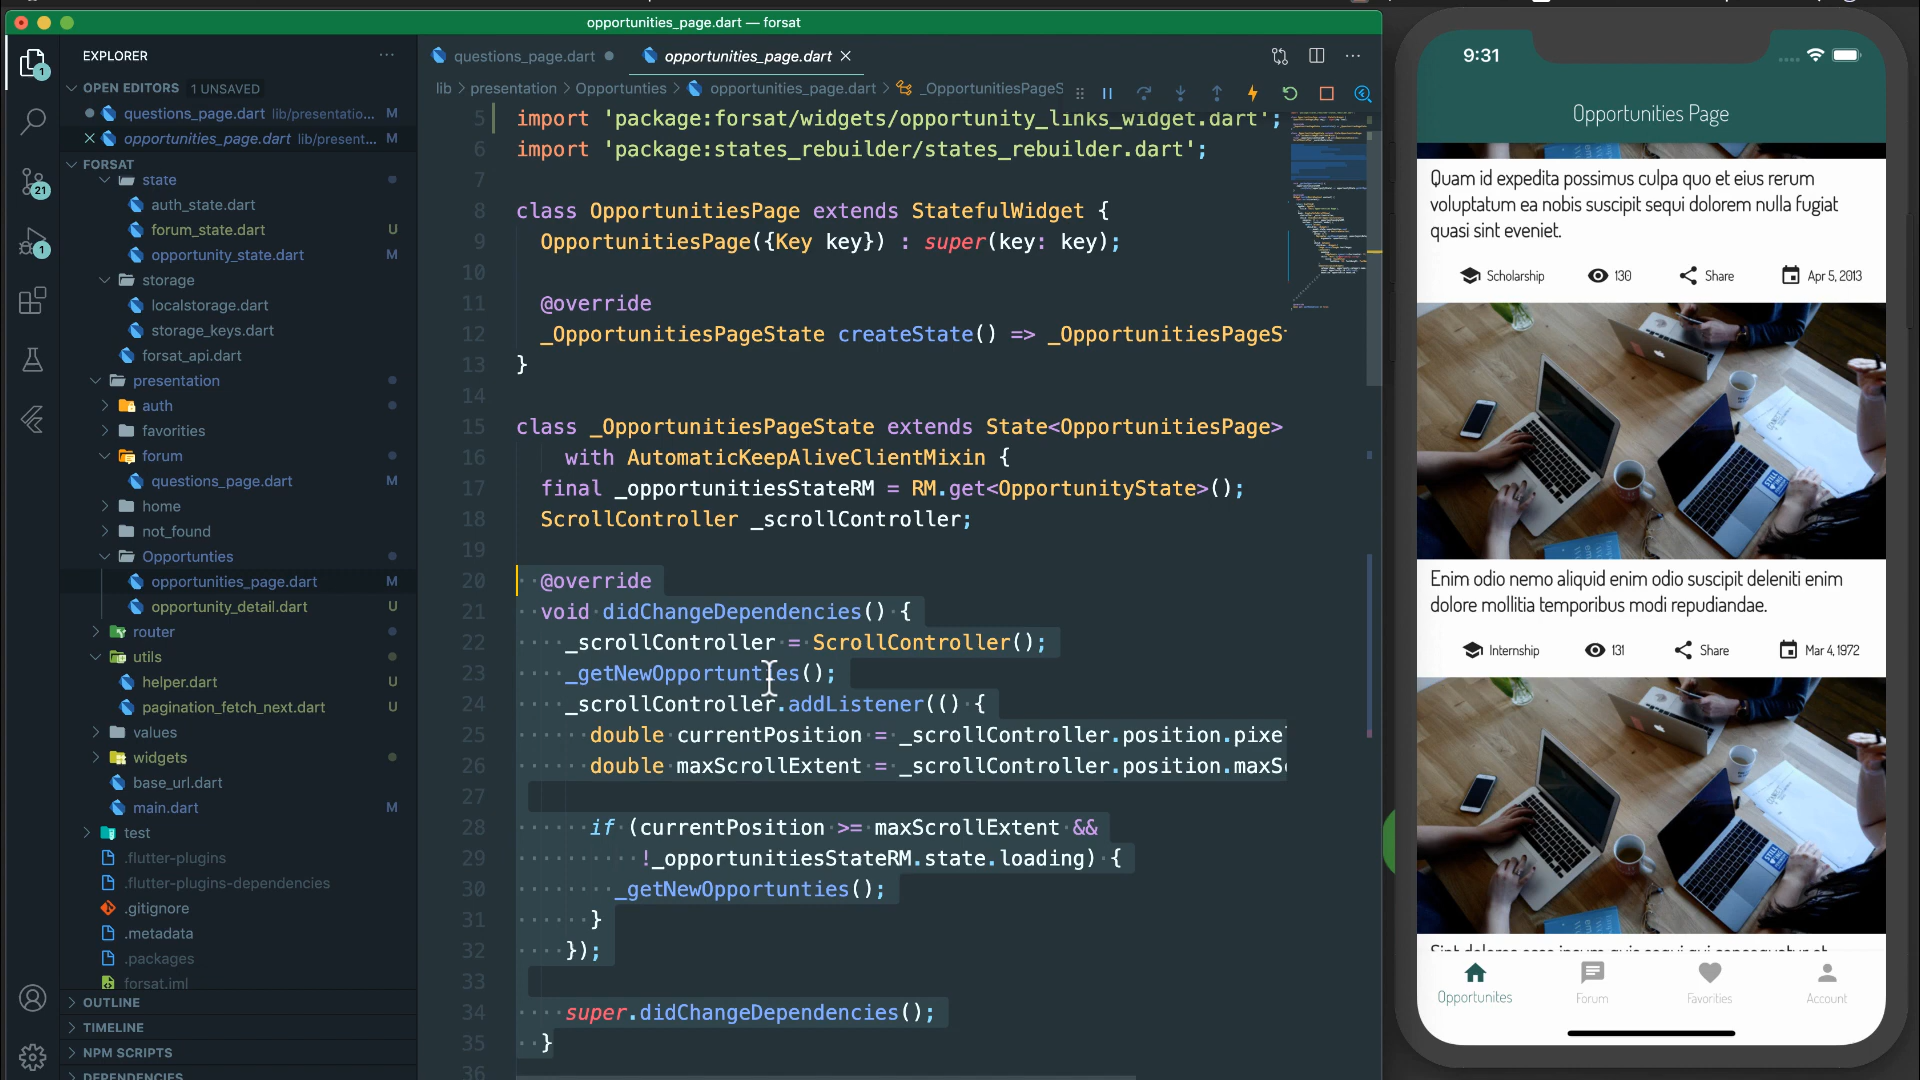 opportunities_page.dart — forsat
EXPLORER
OPEN EDITORS 1 UNSAVED
questions_page.dart lib/presentatio... M
opportunities_page.dart lib/present... M
FORSAT
state
auth_state.dart
forum_state.dart U
opportunity_state.dart M
storage
localstorage.dart
storage_keys.dart
forsat_api.dart
presentation
auth
favorities
forum
questions_page.dart M
home
not_found
Opportunties
opportunities_page.dart M
opportunity_detail.dart U
router
utils
helper.dart U
pagination_fetch_next.dart U
values
widgets
base_url.dart
main.dart M
test
.flutter-plugins
.flutter-plugins-dependencies
.gitignore
.metadata
.packages
forsat.iml
OUTLINE
TIMELINE
NPM SCRIPTS
DEPENDENCIES
1
21
1
questions_page.dart
opportunities_page.dart
lib > presentation > Opportunties > opportunities_page.dart > _OpportunitiesPageS
5 import 'package:forsat/widgets/opportunity_links_widget.dart';
6 import 'package:states_rebuilder/states_rebuilder.dart';
7
8 class OpportunitiesPage extends StatefulWidget {
9 OpportunitiesPage({Key key}) : super(key: key);
10
11 @override
12 _OpportunitiesPageState createState() => _OpportunitiesPageS
13 }
14
15 class _OpportunitiesPageState extends State<OpportunitiesPage>
16 with AutomaticKeepAliveClientMixin {
17 final _opportunitiesStateRM = RM.get<OpportunityState>();
18 ScrollController _scrollController;
19
20 @override
21 void didChangeDependencies() {
22 _scrollController = ScrollController();
23 _getNewOpportunties();
24 _scrollController.addListener(() {
25 double currentPosition = _scrollController.position.pixe
26 double maxScrollExtent = _scrollController.position.maxSc
27
28 if (currentPosition >= maxScrollExtent &&
29 !_opportunitiesStateRM.state.loading) {
30 _getNewOpportunties();
31 }
32 });
33
34 super.didChangeDependencies();
35 }
36
9:31
Opportunities Page
Quam id expedita possimus culpa quo et eius rerum
voluptatum ea nobis suscipit sequi dolorem nulla fugiat
quasi sint eveniet.
Scholarship 130 Share Apr 5, 2013
Enim odio nemo aliquid enim odio suscipit deleniti enim
dolore mollitia temporibus modi repudiandae.
Internship 131 Share Mar 4, 1972
Opportunites Forum Favorities Account